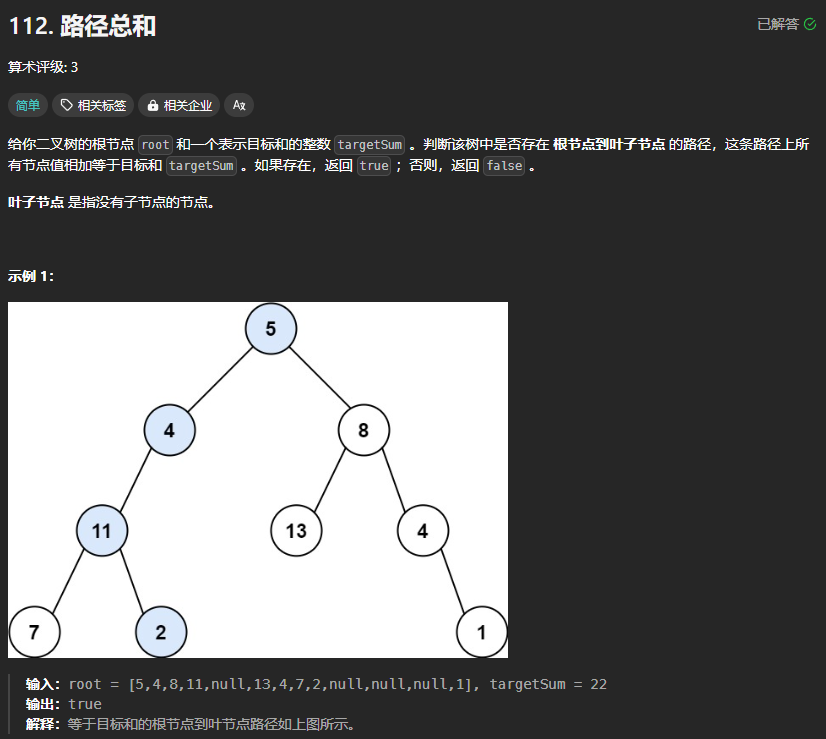 112. 路径总和
已解答
算术评级: 3
简单 相关标签 相关企业 Aa
给你二叉树的根节点 root 和一个表示目标和的整数 targetSum 。判断该树中是否存在 根节点到叶子节点 的路径，这条路径上所
有节点值相加等于目标和 targetSum 。如果存在，返回 true ；否则，返回 false 。
叶子节点 是指没有子节点的节点。
示例 1：
5
4 8
11 13 4
7 2 1
输入：root = [5,4,8,11,null,13,4,7,2,null,null,null,1], targetSum = 22
输出：true
解释：等于目标和的根节点到叶节点路径如上图所示。